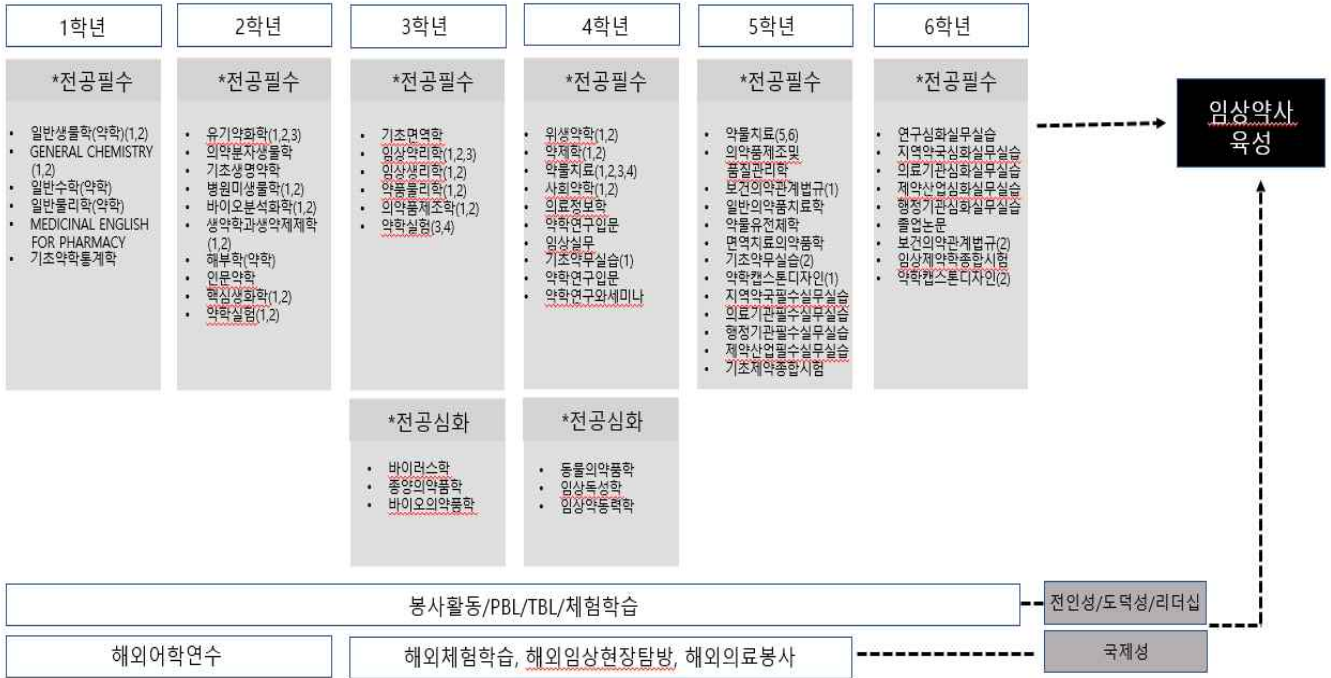 1학년
*전공필수
• 일반생물학(약학)(1,2)
• GENERAL CHEMISTRY
(1,2)
• 일반수학(약학)
• 일반물리학(약학)
• MEDICINAL ENGLISH
FOR PHARMACY
• 기초약학통계학
2학년
*전공필수
• 유기약화학(1,2,3)
• 의약분자생물학
• 기초생명약학
• 병원미생물학(1,2)
• 바이오분석화학(1,2)
• 생약학과생약제제학
(1,2)
• 해부학(약학)
• 인문약학
• 핵심생화학(1,2)
• 약학실험(1,2)
3학년
*전공필수
• 기초면역학
• 임상약리학(1,2,3)
• 임상생리학(1,2)
• 약품물리학(1,2)
• 의약품제조학(1,2)
• 약학실험(3,4)
*전공심화
• 바이러스학
• 종양의약품학
• 바이오의약품학
4학년
*전공필수
• 위생약학(1,2)
• 약제학(1,2)
• 약물치료(1,2,3,4)
• 사회약학(1,2)
• 의료정보학
• 약학연구입문
• 임상실무
• 기초약무실습(1)
• 약학연구입문
• 약학연구와세미나
*전공심화
• 동물의약품학
• 임상독성학
• 임상약동력학
5학년
*전공필수
• 약물치료(5,6)
• 의약품제조및
품질관리학
• 보건의약관계법규(1)
• 일반의약품치료학
• 약물유전체학
• 면역치료의약품학
• 기초약무실습(2)
• 약학캡스톤디자인(1)
• 지역약국필수실무실습
• 의료기관필수실무실습
• 행정기관필수실무실습
• 제약산업필수실무실습
• 기초제약종합시험
6학년
*전공필수
• 연구심화실무실습
• 지역약국심화실무실습
• 의료기관심화실무실습
• 제약산업심화실무실습
• 행정기관심화실무실습
• 졸업논문
• 보건의약관계법규(2)
• 임상제약학종합시험
• 약학캡스톤디자인(2)
임상약사
육성
봉사활동/PBL/TBL/체험학습
전인성/도덕성/리더십
해외어학연수
해외체험학습, 해외임상현장탐방, 해외의료봉사
국제성